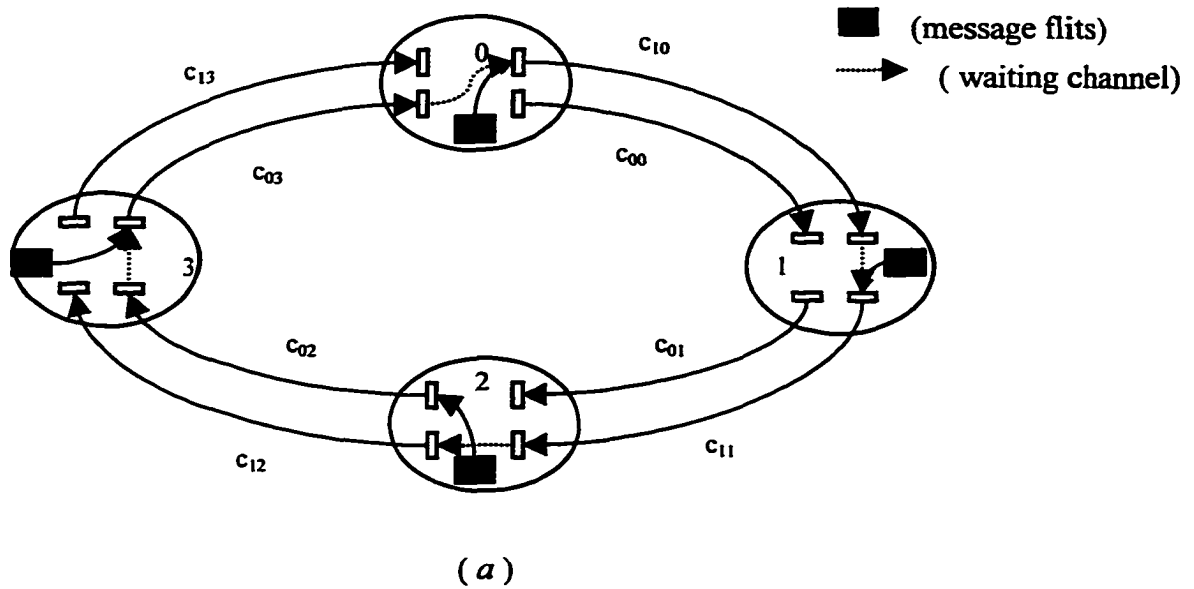 (message flits)
( waiting channel)
0
c10
c13
c00
c03
1
3
c02
c01
2
c12
c11
( a )